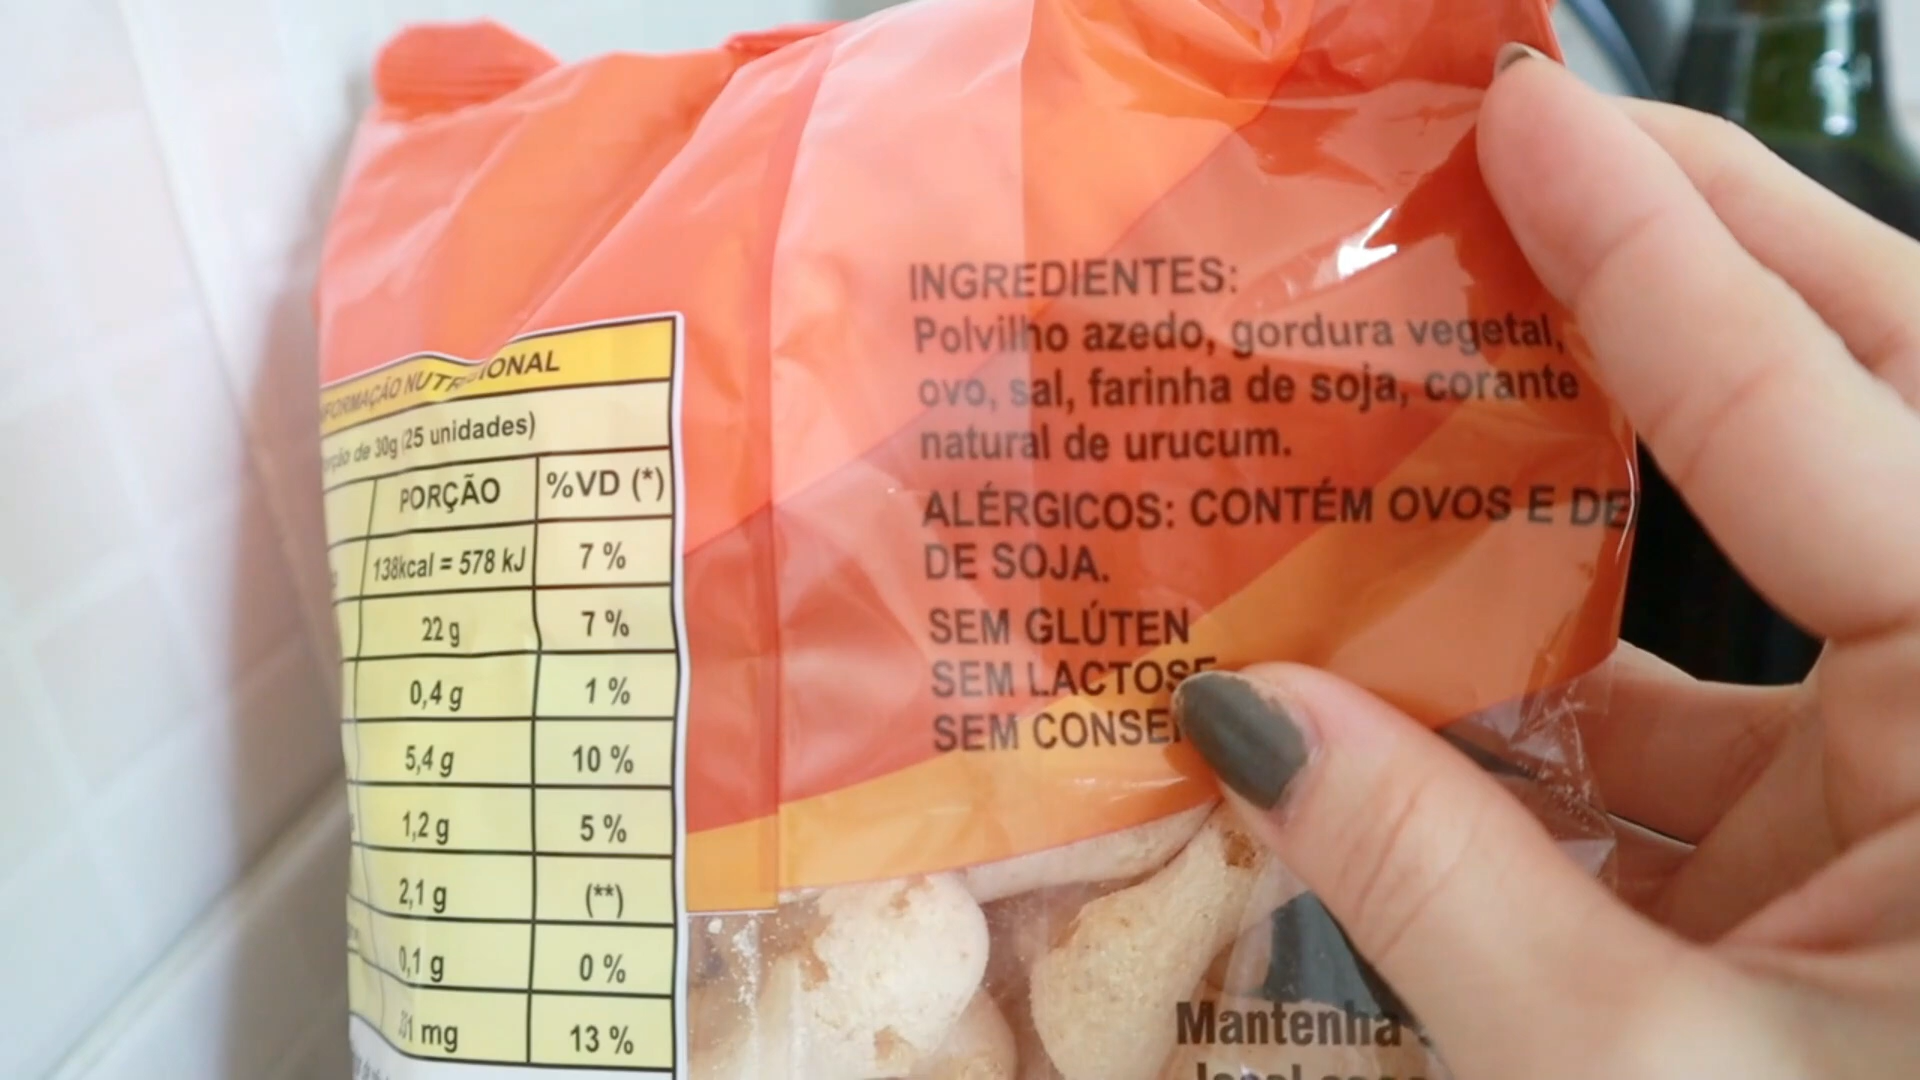 NUTRICIONAL
de 30g (25 unidades)
PORÇÃO %VD (*)
138kcal = 578 kJ 7 %
22 g 7 %
0,4 g 1 %
5,4 g 10 %
1,2 g 5 %
2,1 g (**)
0,1 g 0 %
mg 13 %
INGREDIENTES:
Polvilho azedo, gordura vegetal,
ovo, sal, farinha de soja, corante
natural de urucum.
ALÉRGICOS: CONTÉM OVOS E DE
DE SOJA.
SEM GLÚTEN
SEM LACTOSE
SEM
Mantenha